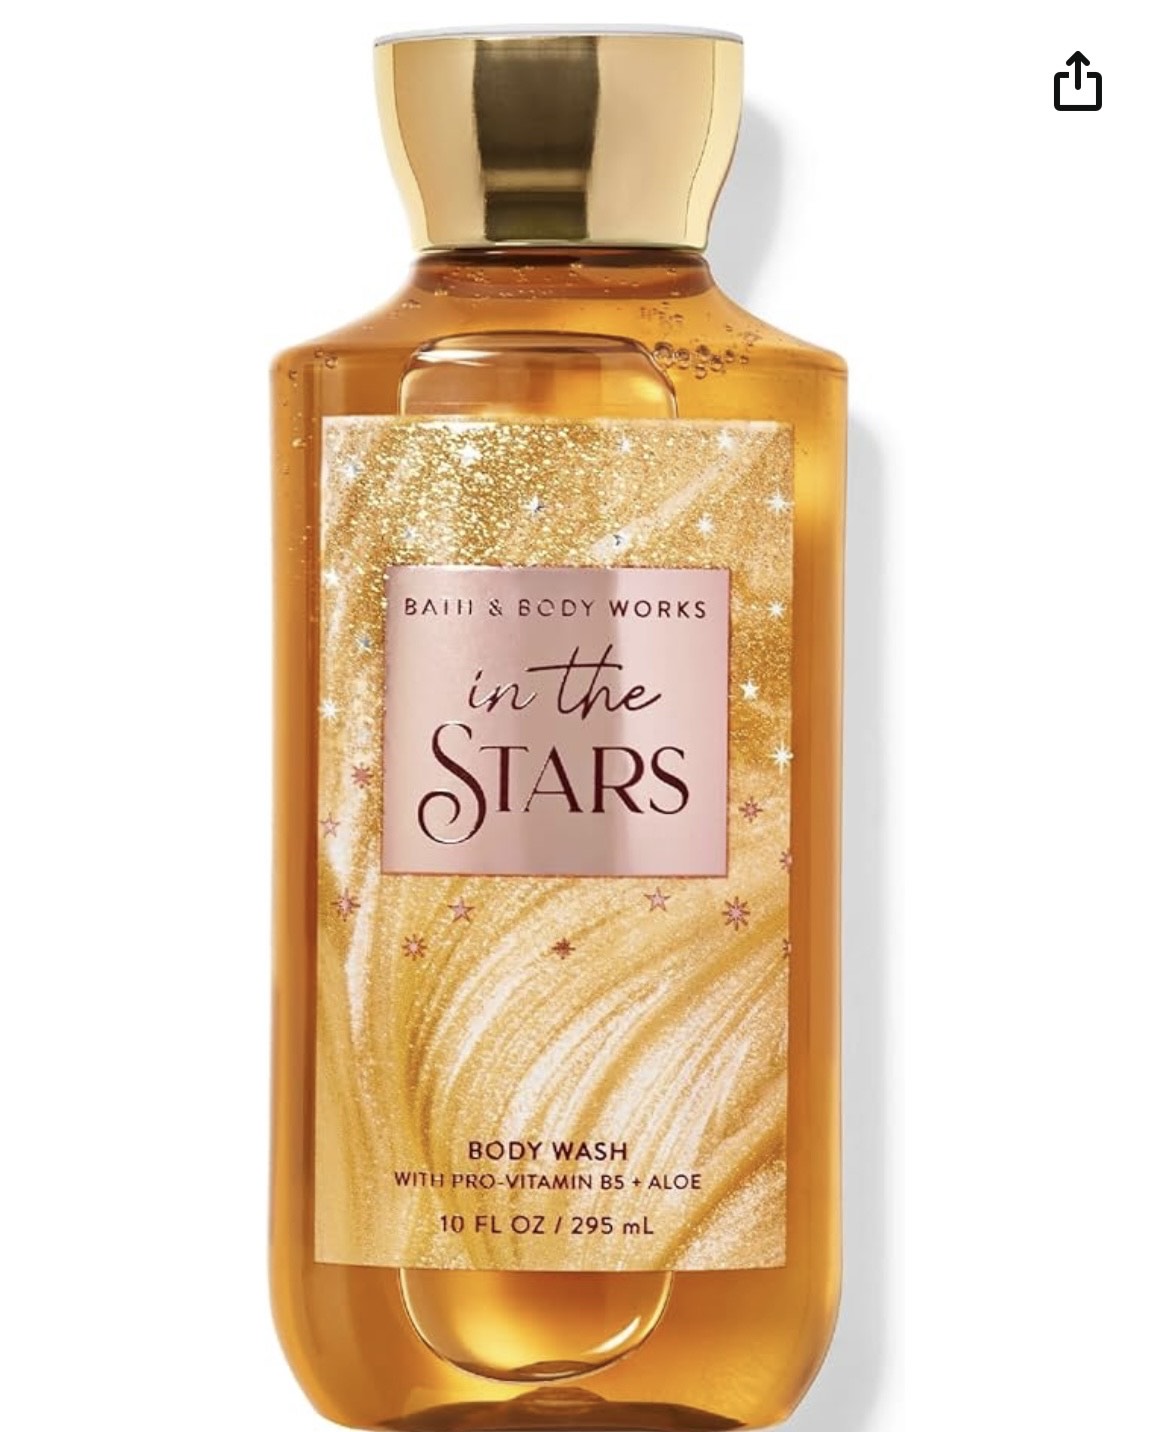 BATH & BODY WORKS
in the
STARS
BODY WASH
WITH PRO-VITAMIN B5 + ALOE
10 FL OZ / 295 mL